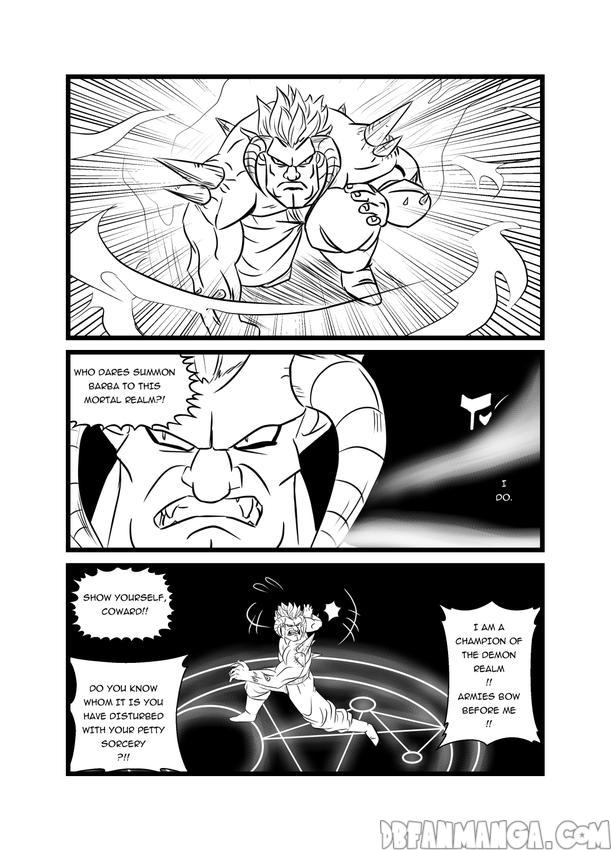 WHO DARES SUMMON
BARBA TO THIS
MORTAL REALM?!
I
DO.
SHOW YOURSELF,
COWARD!!
DO YOU KNOW
WHOM IT IS YOU
HAVE DISTURBED
WITH YOUR PETTY
SORCERY
?!!
I AM A
CHAMPION OF
THE DEMON
REALM
!!
ARMIES BOW
BEFORE ME
!!
DBFANMANGA.COM